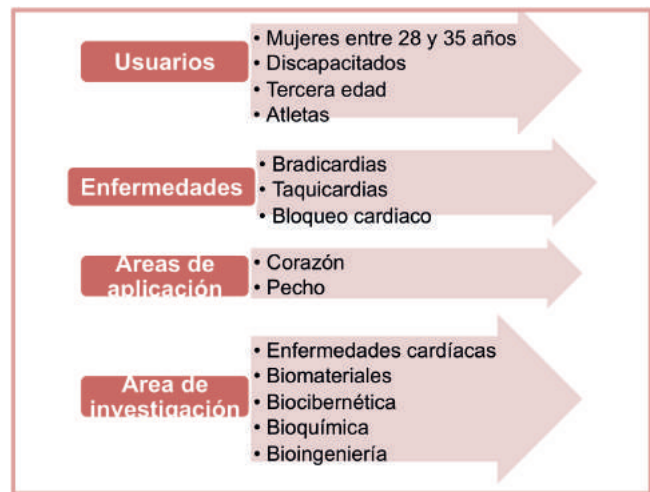 Usuarios
• Mujeres entre 28 y 35 años
• Discapacitados
• Tercera edad
• Atletas
Enfermedades
• Bradicardias
• Taquicardias
• Bloqueo cardiaco
Areas de
aplicación
• Corazón
• Pecho
Area de
investigación
• Enfermedades cardíacas
• Biomateriales
• Biocibernética
• Bioquímica
• Bioingeniería